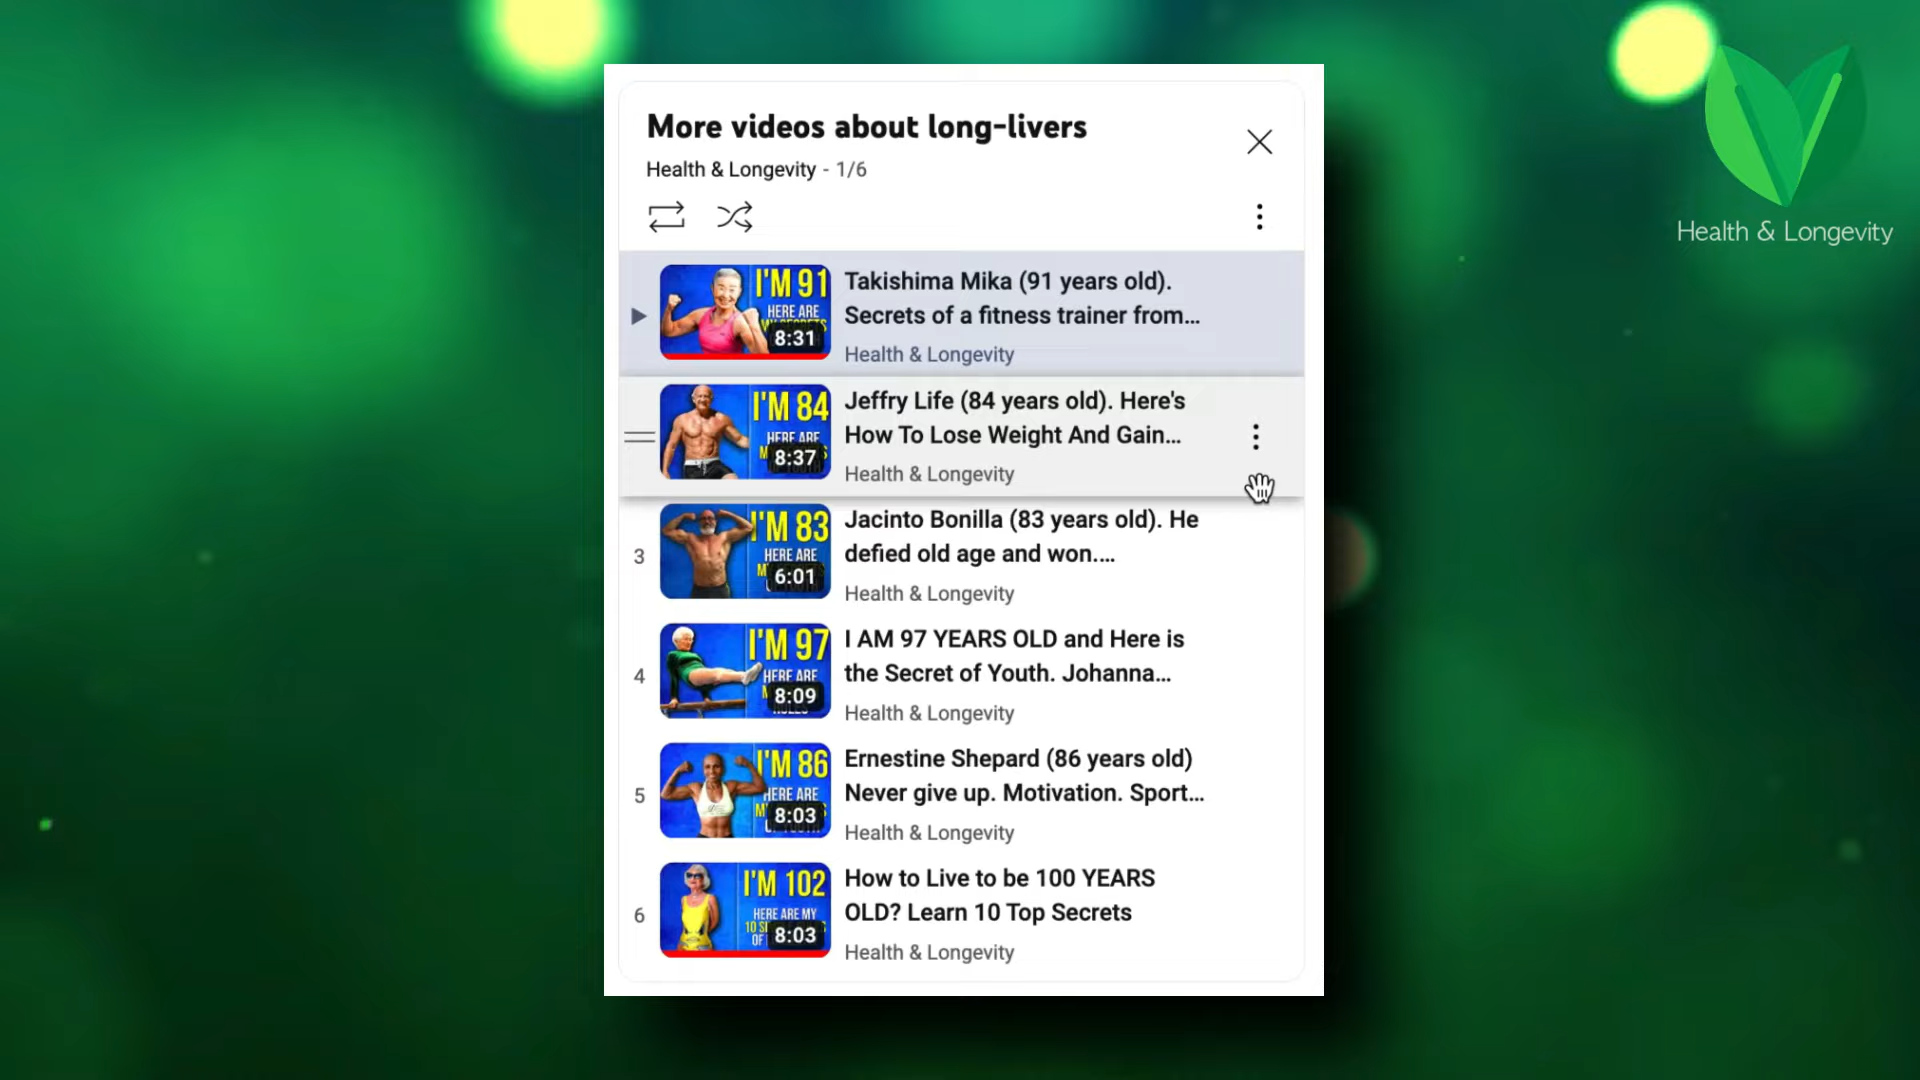 More videos about long-livers
Health & Longevity - 1/6
Health & Longevity
I'M 91
HERE ARE
8:31
Takishima Mika (91 years old).
Secrets of a fitness trainer from...
Health & Longevity
I'M 84
HERE ARE
8:37
Jeffry Life (84 years old). Here's
How To Lose Weight And Gain...
Health & Longevity
3
I'M 83
HERE ARE
6:01
Jacinto Bonilla (83 years old). He
defied old age and won....
Health & Longevity
4
I'M 97
HERE ARE
8:09
I AM 97 YEARS OLD and Here is
the Secret of Youth. Johanna...
Health & Longevity
5
I'M 86
HERE ARE
8:03
Ernestine Shepard (86 years old)
Never give up. Motivation. Sport...
Health & Longevity
6
I'M 102
HERE ARE MY
10
OF
8:03
How to Live to be 100 YEARS
OLD? Learn 10 Top Secrets
Health & Longevity